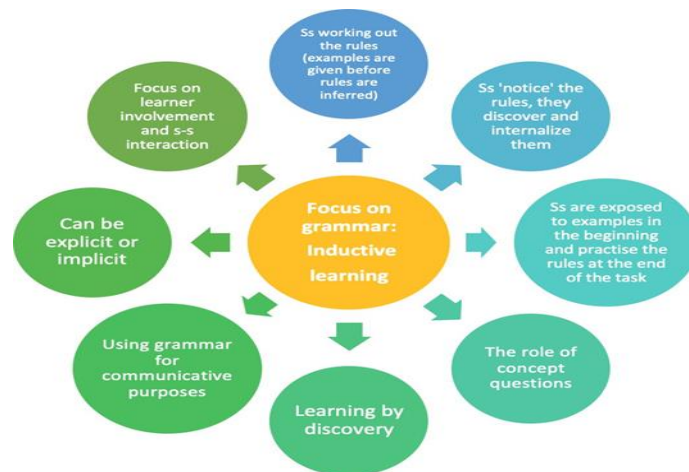 Ss working out
the rules
(examples are
given before
rules are
inferred)
Ss 'notice' the
rules, they
discover and
internalize
them
Ss are exposed
to examples in
the beginning
and practise
the rules at
the end of the
task
The role of
concept
questions
Learning by
discovery
Using grammar
for
communicative
purposes
Can be
explicit or
implicit
Focus on
learner
involvement
and s-s
interaction
Focus on
grammar:
Inductive
learning